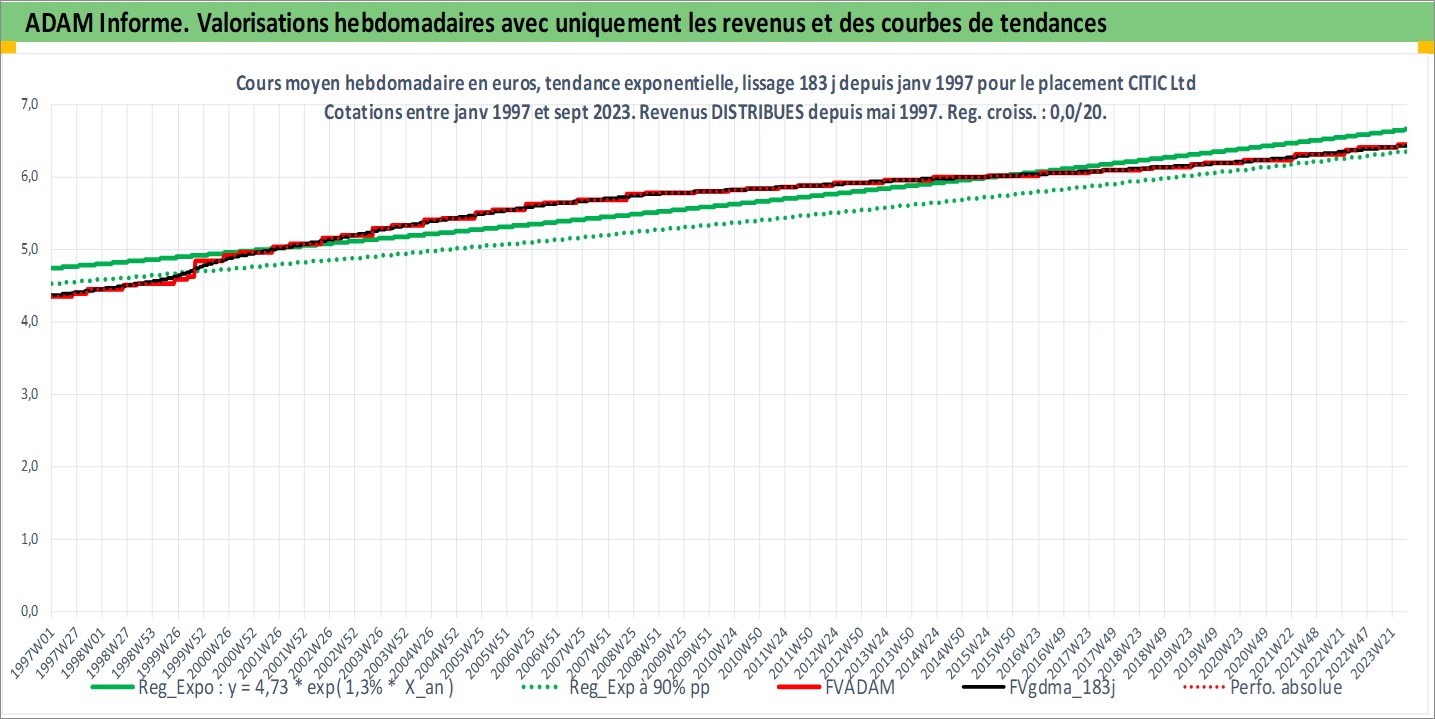 ADAM Informe. Valorisations hebdomadaires avec uniquement les revenus et des courbes de tendances
Cours moyen hebdomadaire en euros, tendance exponentielle, lissage 183 j depuis janv 1997 pour le placement CITIC Ltd
Cotations entre janv 1997 et sept 2023. Revenus DISTRIBUES depuis mai 1997. Reg. croiss. : 0,0/20.
7,0
6,0
5,0
4,0
3,0
2,0
1,0
0,0
1997W01
1997W27
1998W01
1998W27
1998W53
1999W26
1999W52
2000W26
2000W52
2001W26
2001W52
2002W26
2002W52
2003W26
2003W52
2004W26
2004W52
2005W25
2005W51
2006W25
2006W51
2007W25
2007W51
2008W25
2008W51
2009W25
2009W51
2010W24
2010W50
2011W24
2011W50
2012W24
2012W50
2013W24
2013W50
2014W24
2014W50
2015W24
2015W50
2016W23
2016W49
2017W23
2017W49
2018W23
2018W49
2019W23
2019W49
2020W23
2020W49
2021W22
2021W48
2022W21
2022W47
2023W21
Reg_Expo : y = 4,73 * exp( 1,3% * X_an )
Reg_Exp à 90% pp
FVADAM
FVgdma_183j
Perfo. absolue